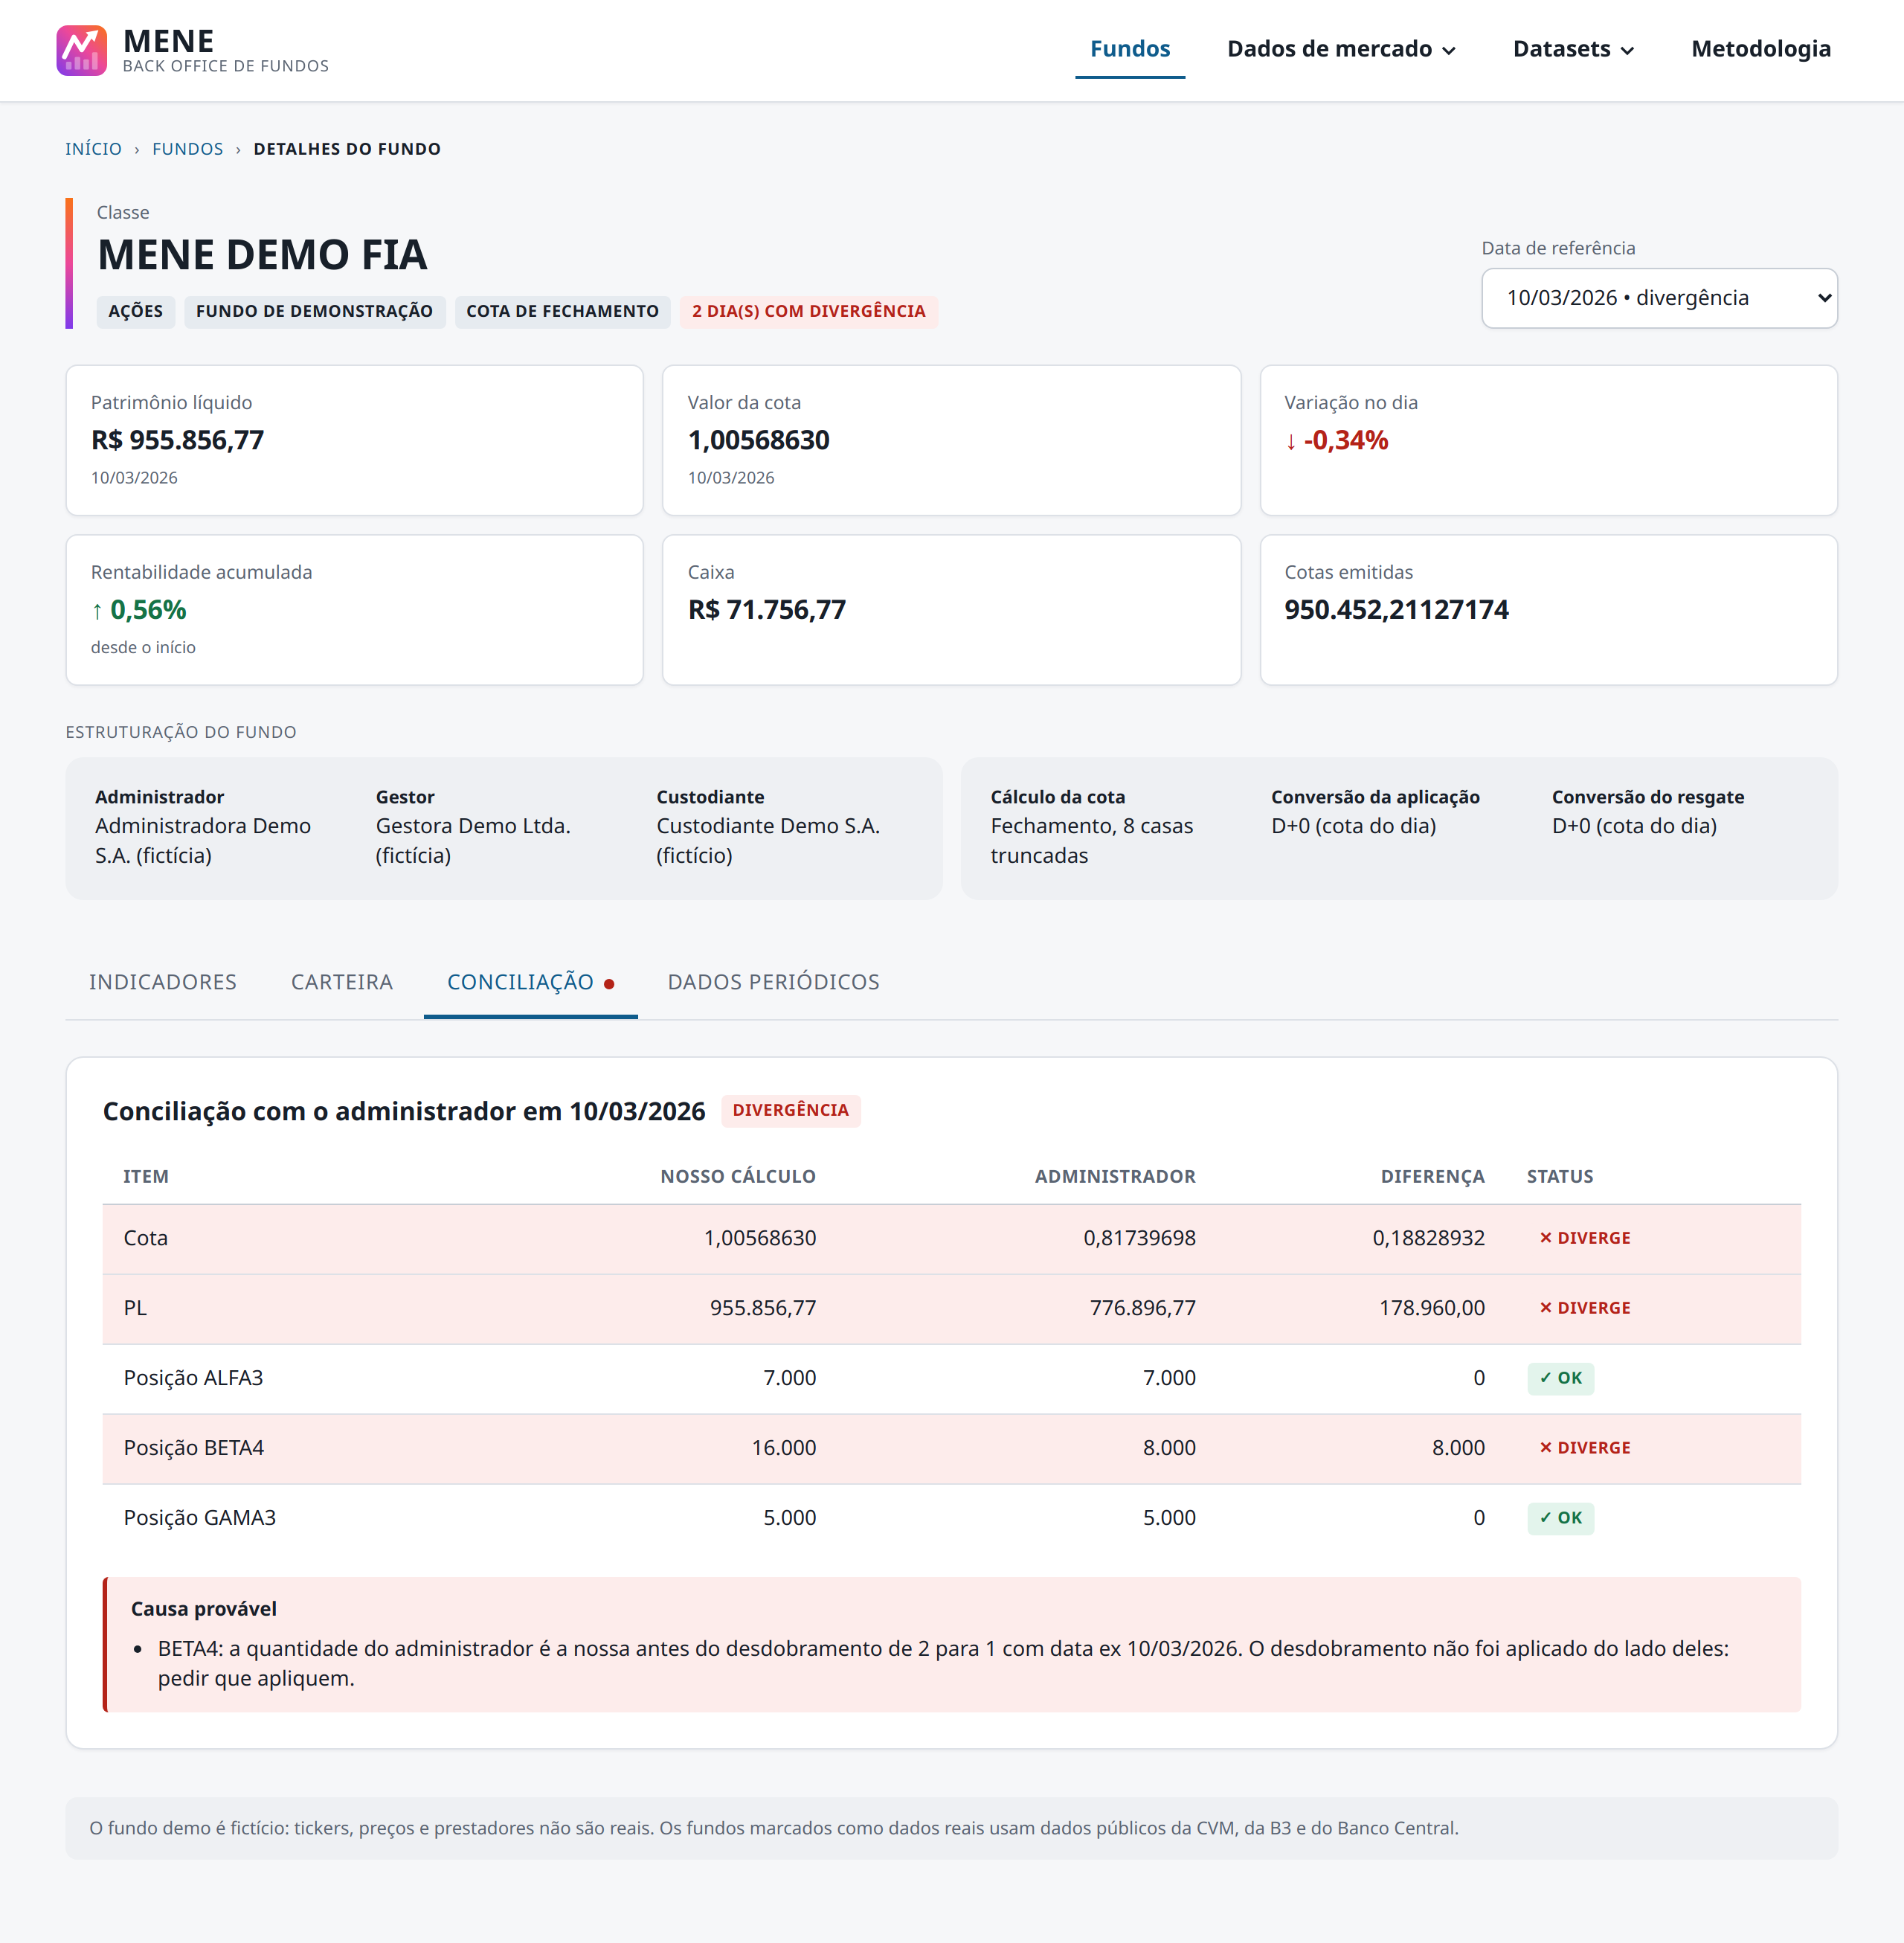 MENE
BACK OFFICE DE FUNDOS
Fundos
Dados de mercado
Datasets
Metodologia
INÍCIO › FUNDOS › DETALHES DO FUNDO
Classe
MENE DEMO FIA
AÇÕES
FUNDO DE DEMONSTRAÇÃO
COTA DE FECHAMENTO
2 DIA(S) COM DIVERGÊNCIA
Data de referência
10/03/2026 • divergência
Patrimônio líquido
R$ 955.856,77
10/03/2026
Valor da cota
1,00568630
10/03/2026
Variação no dia
↓ -0,34%
Rentabilidade acumulada
↑ 0,56%
desde o início
Caixa
R$ 71.756,77
Cotas emitidas
950.452,21127174
ESTRUTURAÇÃO DO FUNDO
Administrador
Administradora Demo
S.A. (fictícia)
Gestor
Gestora Demo Ltda.
(fictícia)
Custodiante
Custodiante Demo S.A.
(fictício)
Cálculo da cota
Fechamento, 8 casas
truncadas
Conversão da aplicação
D+0 (cota do dia)
Conversão do resgate
D+0 (cota do dia)
INDICADORES
CARTEIRA
CONCILIAÇÃO
DADOS PERIÓDICOS
Conciliação com o administrador em 10/03/2026 DIVERGÊNCIA
ITEM NOSSO CÁLCULO ADMINISTRADOR DIFERENÇA STATUS
Cota 1,00568630 0,81739698 0,18828932 ✕ DIVERGE
PL 955.856,77 776.896,77 178.960,00 ✕ DIVERGE
Posição ALFA3 7.000 7.000 0 ✓ OK
Posição BETA4 16.000 8.000 8.000 ✕ DIVERGE
Posição GAMA3 5.000 5.000 0 ✓ OK
Causa provável
• BETA4: a quantidade do administrador é a nossa antes do desdobramento de 2 para 1 com data ex 10/03/2026. O desdobramento não foi aplicado do lado deles:
pedir que apliquem.
O fundo demo é fictício: tickers, preços e prestadores não são reais. Os fundos marcados como dados reais usam dados públicos da CVM, da B3 e do Banco Central.